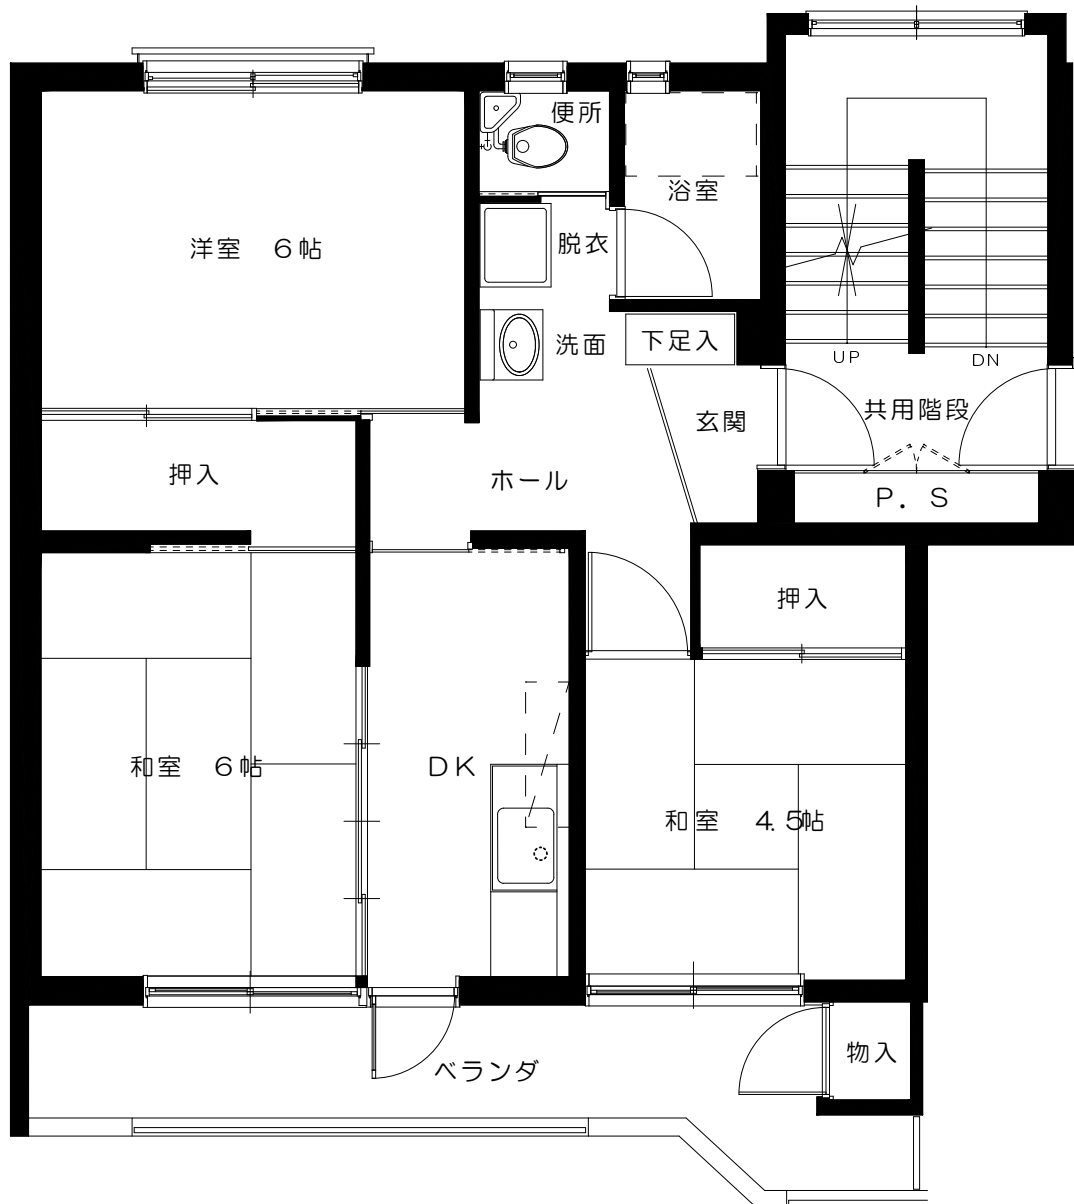 便所
浴室
洋室　6帖
脱衣
洗面
下足入
UP
DN
共用階段
玄関
押入
ホール
P．S
押入
和室　6帖
DK
和室　4.5帖
物入
ベランダ